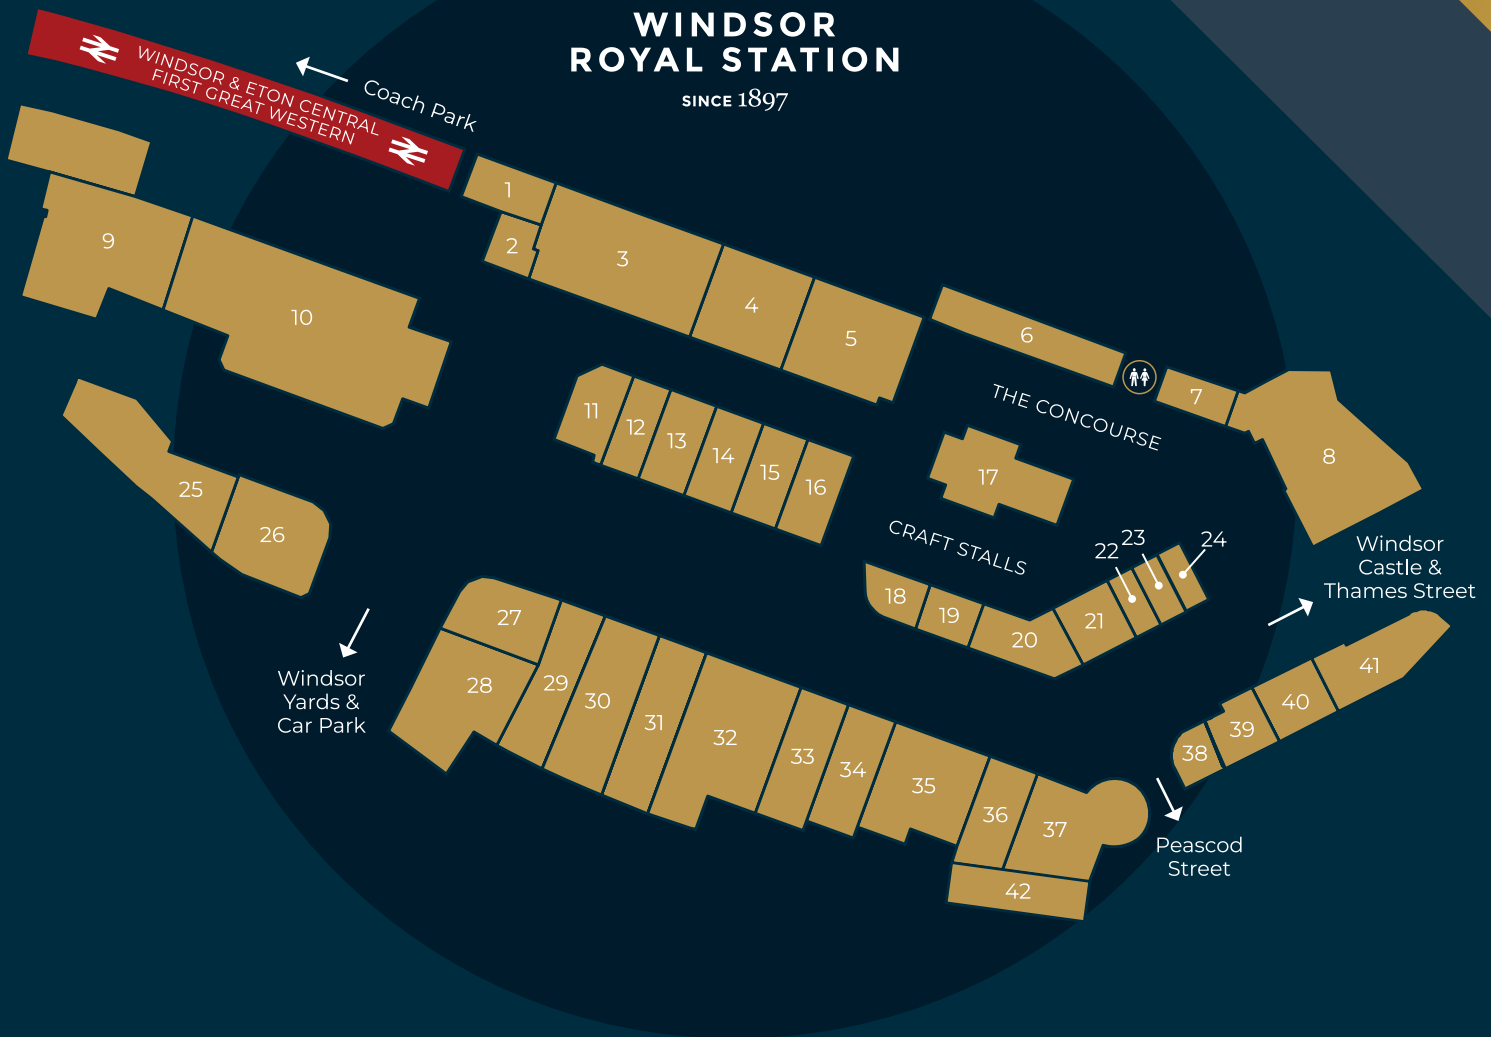 WINDSOR
ROYAL STATION
SINCE 1897
WINDSOR & ETON CENTRAL
FIRST GREAT WESTERN
Coach Park
1
2
3
4
5
6
7
8
9
10
11
12
13
14
15
16
THE CONCOURSE
17
CRAFT STALLS
18
19
20
21
22
23
24
Windsor
Castle &
Thames Street
25
26
Windsor
Yards &
Car Park
27
28
29
30
31
32
33
34
35
36
37
38
39
40
41
Peascod
Street
42